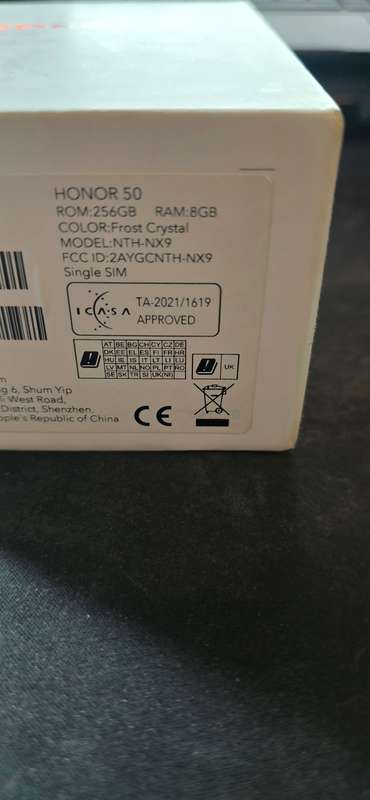 HONOR 50
ROM:256GB RAM:8GB
COLOR:Frost Crystal
MODEL:NTH-NX9
FCC ID:2AYGCNTH-NX9
Single SIM
ICASA TA-2021/1619
APPROVED
AT BE BG CH CY CZ DE
DK EE EL ES FI FR HR
HU IE IS IT LI LT LU
LV MT NL NO PL PT RO
SE SK TR SI UK(NI)
UK
6, Shum Yip
West Road,
District, Shenzhen,
Republic of China
CE